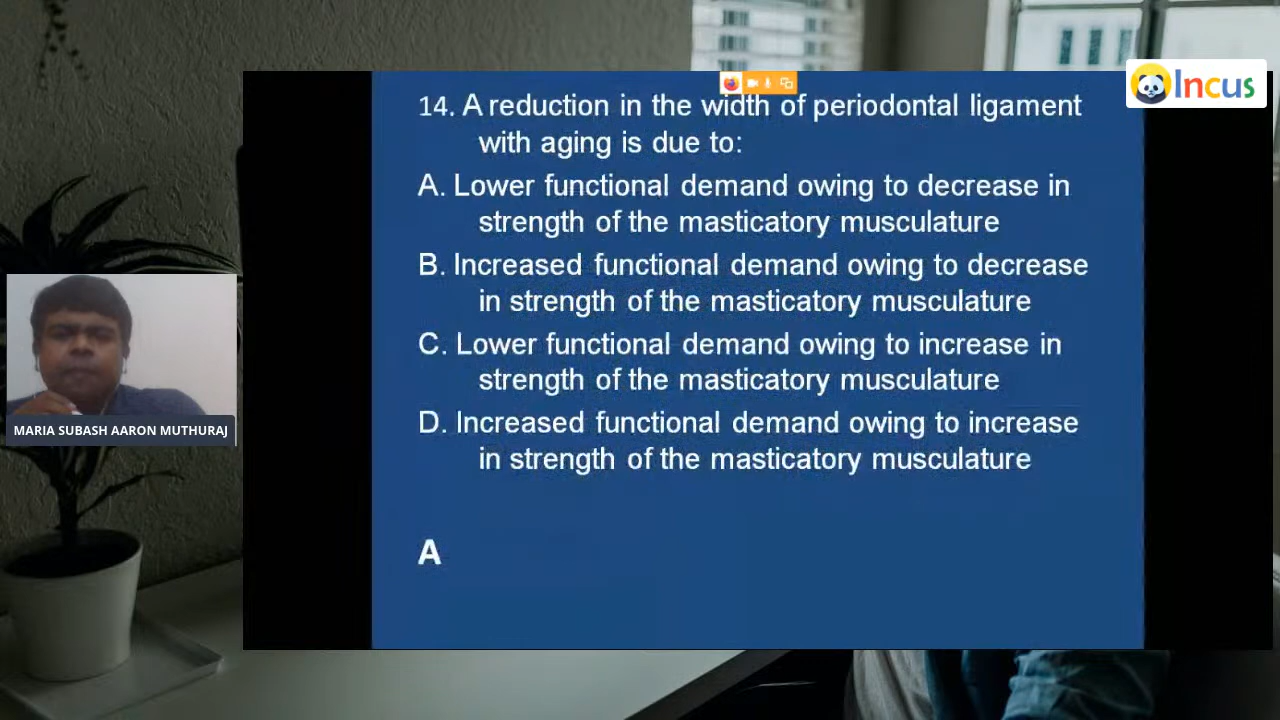 Incus
14. A reduction in the width of periodontal ligament
with aging is due to:
A. Lower functional demand owing to decrease in
strength of the masticatory musculature
B. Increased functional demand owing to decrease
in strength of the masticatory musculature
C. Lower functional demand owing to increase in
strength of the masticatory musculature
D. Increased functional demand owing to increase
in strength of the masticatory musculature
A
MARIA SUBASH AARON MUTHURAJ